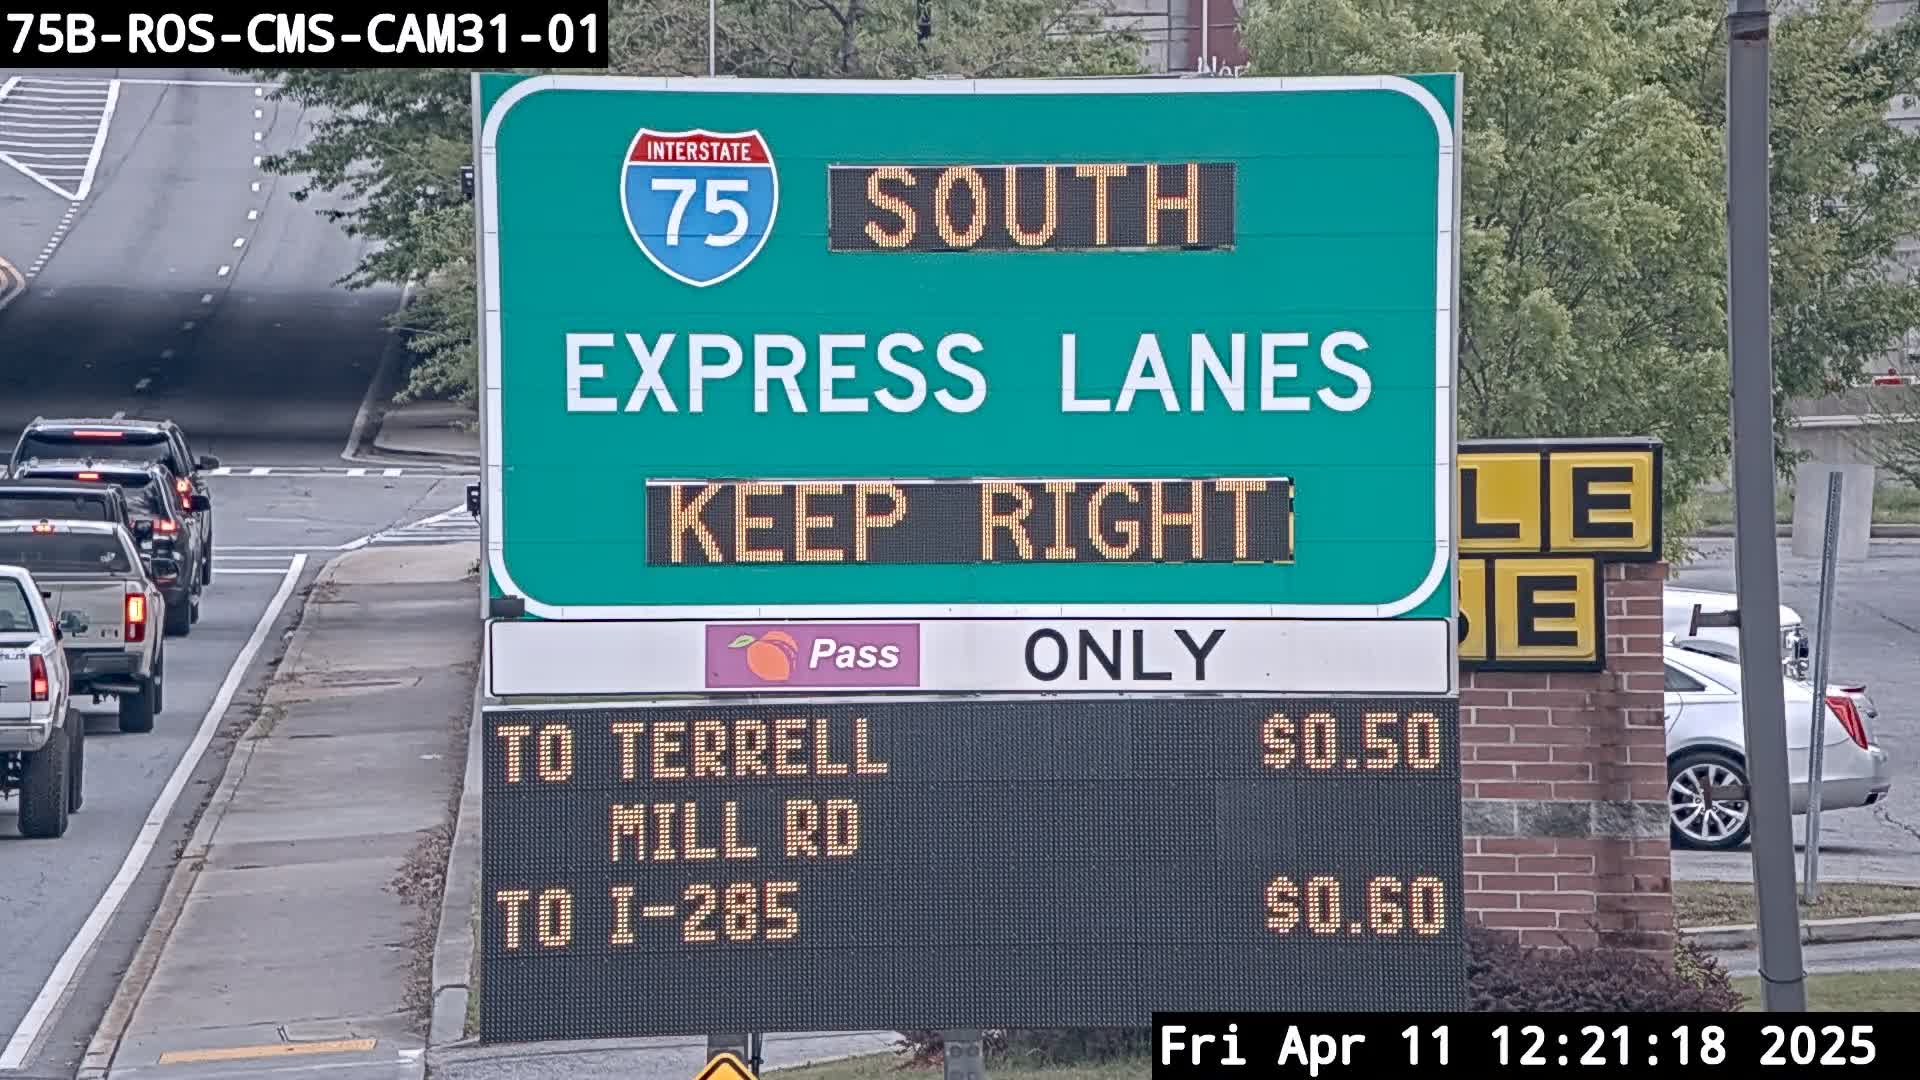 75B-ROS-CMS-CAM31-01
INTERSTATE
75
SOUTH
EXPRESS LANES
KEEP RIGHT
Pass ONLY
TO TERRELL $0.50
MILL RD
TO I-285 $0.60
LE
E
Fri Apr 11 12:21:18 2025